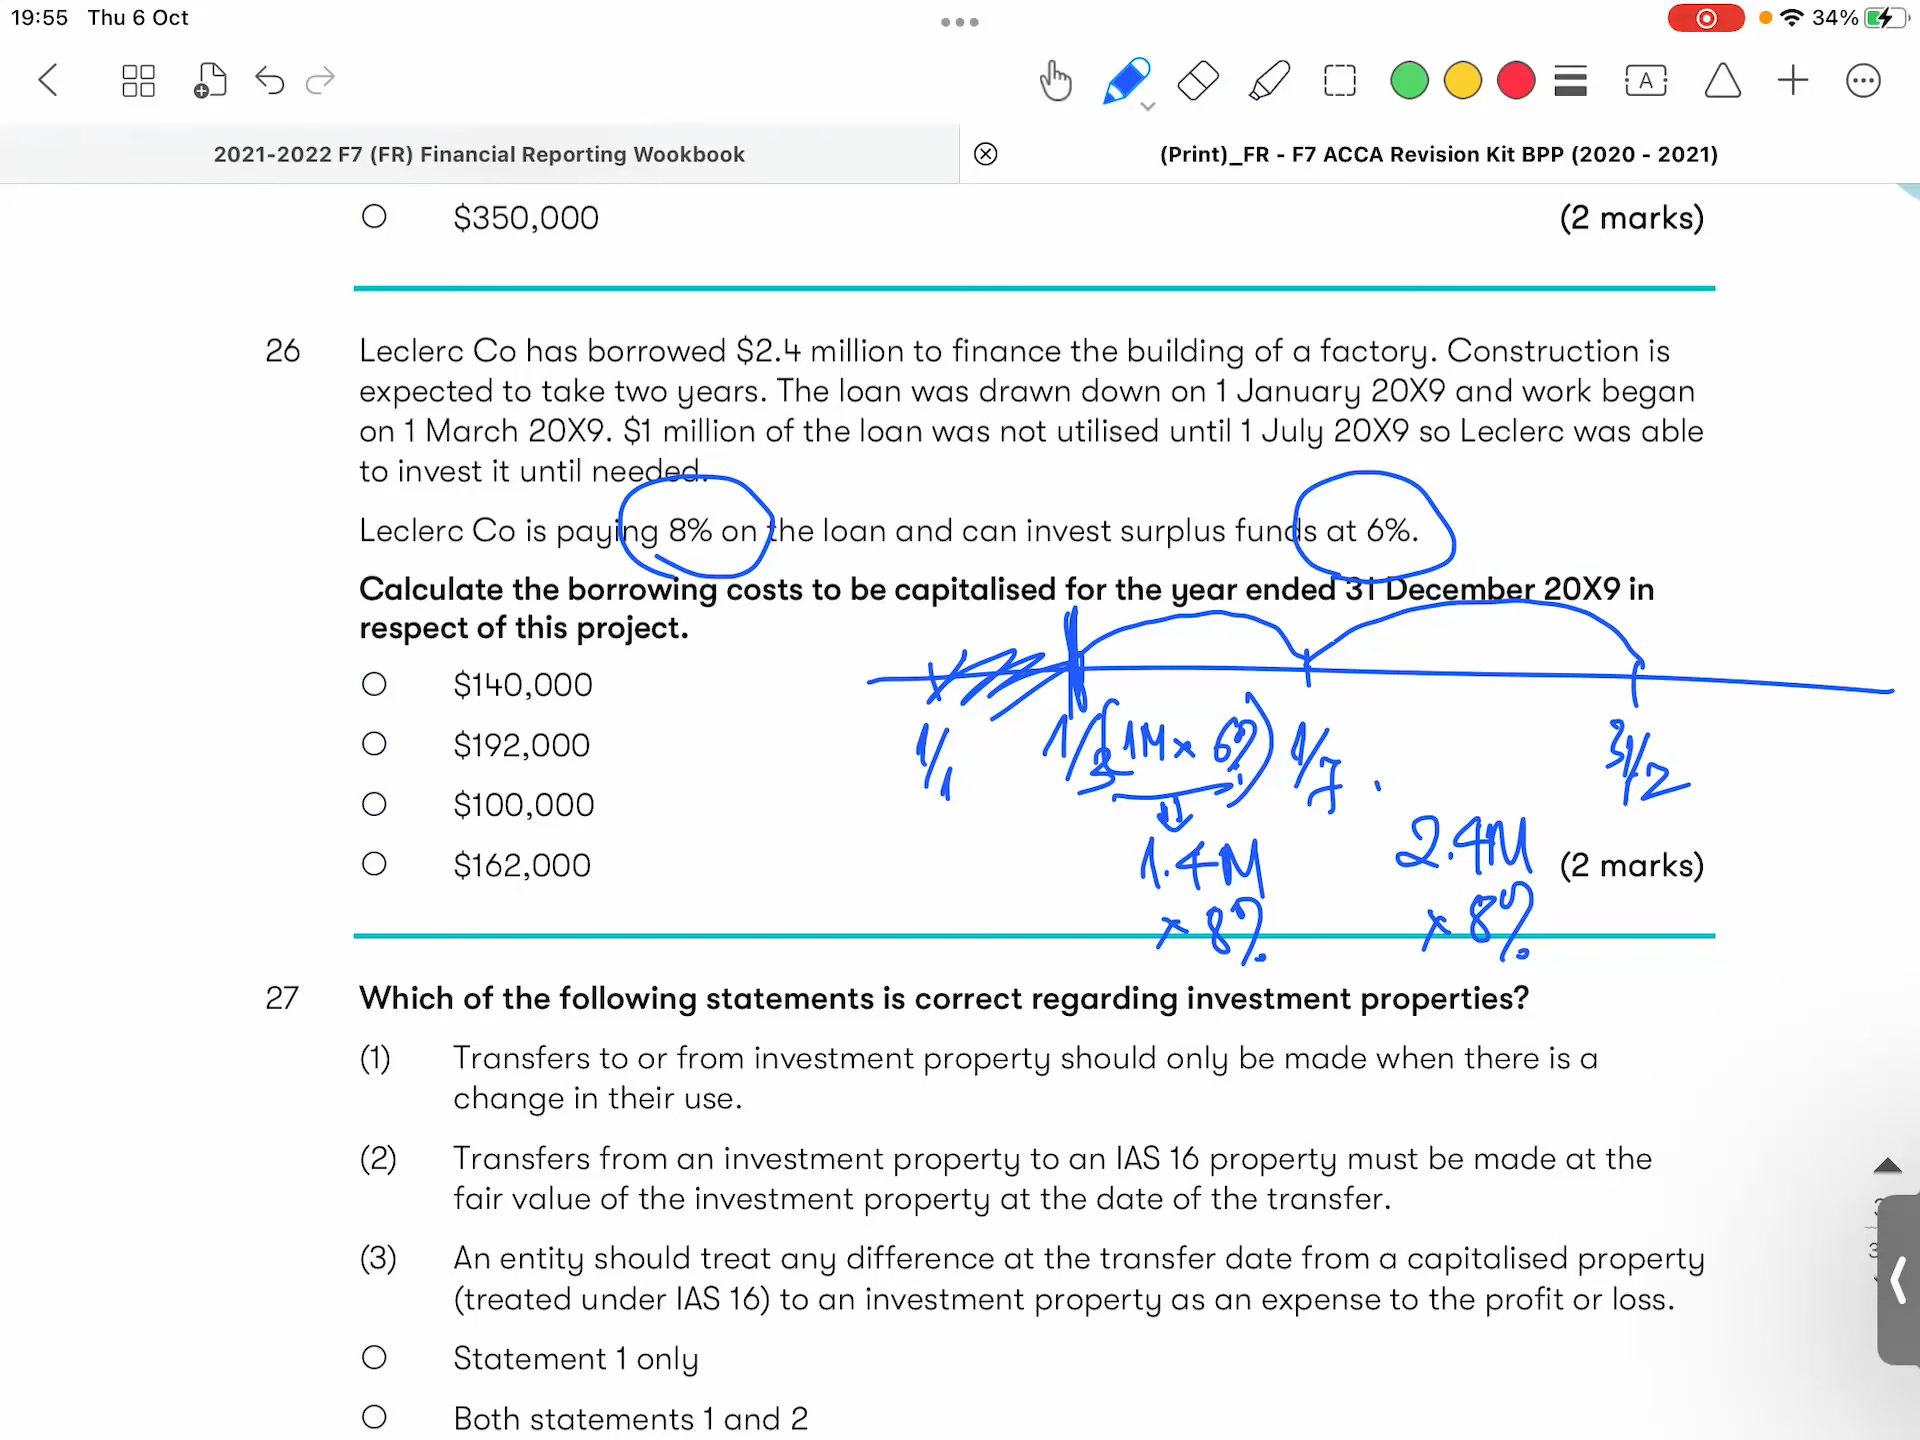 19:55 Thu 6 Oct
34%
A
2021-2022 F7 (FR) Financial Reporting Wookbook
(Print)_FR - F7 ACCA Revision Kit BPP (2020 - 2021)
$350,000 (2 marks)
26 Leclerc Co has borrowed $2.4 million to finance the building of a factory. Construction is
expected to take two years. The loan was drawn down on 1 January 20X9 and work began
on 1 March 20X9. $1 million of the loan was not utilised until 1 July 20X9 so Leclerc was able
to invest it until needed.
Leclerc Co is paying 8% on the loan and can invest surplus funds at 6%.
Calculate the borrowing costs to be capitalised for the year ended 31 December 20X9 in
respect of this project.
$140,000
$192,000
$100,000
$162,000 (2 marks)
1/1 1/3 (1M x 6%) 1/7 31/2
1.4M 2.4M
x 8% x 8%
27 Which of the following statements is correct regarding investment properties?
(1) Transfers to or from investment property should only be made when there is a
change in their use.
(2) Transfers from an investment property to an IAS 16 property must be made at the
fair value of the investment property at the date of the transfer.
(3) An entity should treat any difference at the transfer date from a capitalised property
(treated under IAS 16) to an investment property as an expense to the profit or loss.
Statement 1 only
Both statements 1 and 2